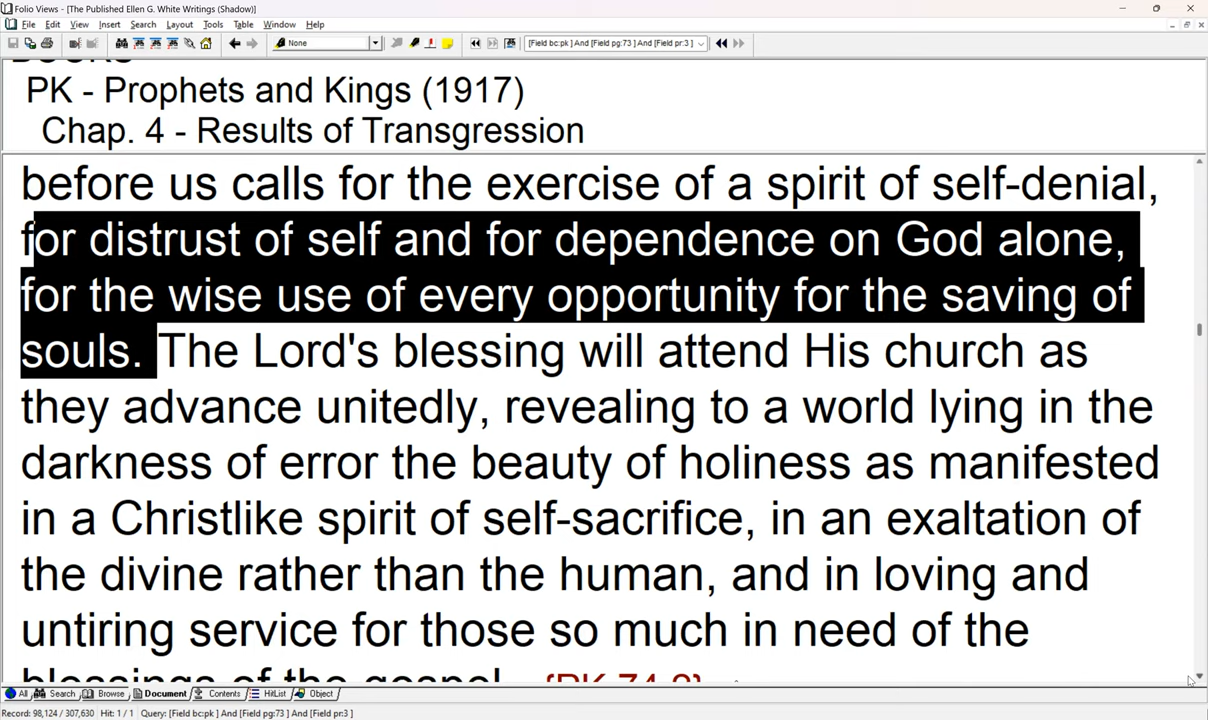 Folio Views - [The Published Ellen G. White Writings (Shadow)]
File Edit View Insert Search Layout Tools Table Window Help
None
[Field bc:pk ] And [Field pg:73 ] And [Field pr:3 ]
BOOKS
PK - Prophets and Kings (1917)
Chap. 4 - Results of Transgression
before us calls for the exercise of a spirit of self-denial,
for distrust of self and for dependence on God alone,
for the wise use of every opportunity for the saving of
souls. The Lord's blessing will attend His church as
they advance unitedly, revealing to a world lying in the
darkness of error the beauty of holiness as manifested
in a Christlike spirit of self-sacrifice, in an exaltation of
the divine rather than the human, and in loving and
untiring service for those so much in need of the
blessings of the gospel. {PK 74.2}
All Search Browse Document Contents HitList Object
Record: 98,124 / 307,630 Hit: 1 / 1 Query: [Field bc:pk ] And [Field pg:73 ] And [Field pr:3 ]